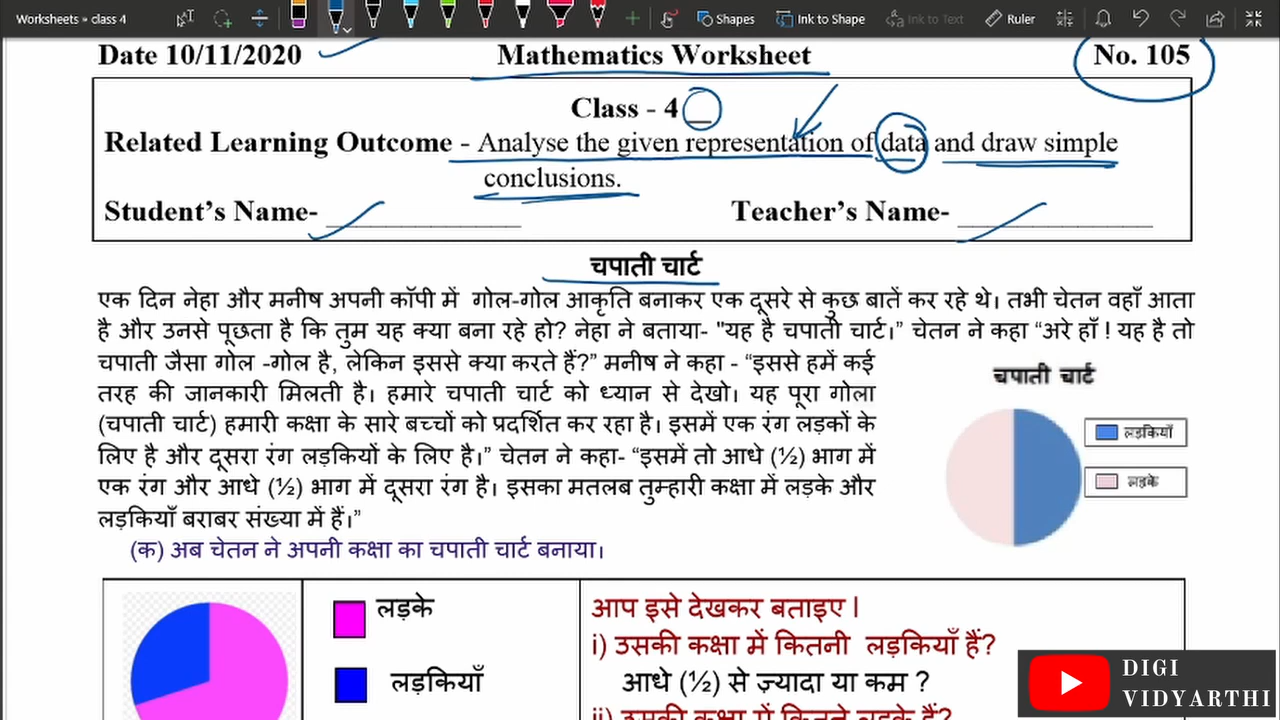 Worksheets » class 4
Shapes
Ink to Shape
Ink to Text
Ruler
Date 10/11/2020
Mathematics Worksheet
No. 105
Class - 4 _
Related Learning Outcome - Analyse the given representation of data and draw simple
conclusions.
Student’s Name- _______________
Teacher’s Name- _______________
चपाती चार्ट
एक दिन नेहा और मनीष अपनी कॉपी में गोल-गोल आकृति बनाकर एक दूसरे से कुछ बातें कर रहे थे। तभी चेतन वहाँ आता
है और उनसे पूछता है कि तुम यह क्या बना रहे हो? नेहा ने बताया- "यह है चपाती चार्ट।” चेतन ने कहा “अरे हाँ ! यह है तो
चपाती जैसा गोल -गोल है, लेकिन इससे क्या करते हैं?” मनीष ने कहा - “इससे हमें कई
तरह की जानकारी मिलती है। हमारे चपाती चार्ट को ध्यान से देखो। यह पूरा गोला
(चपाती चार्ट) हमारी कक्षा के सारे बच्चों को प्रदर्शित कर रहा है। इसमें एक रंग लड़कों के
लिए है और दूसरा रंग लड़कियों के लिए है।” चेतन ने कहा- “इसमें तो आधे (½) भाग में
एक रंग और आधे (½) भाग में दूसरा रंग है। इसका मतलब तुम्हारी कक्षा में लड़के और
लड़कियाँ बराबर संख्या में हैं।”
चपाती चार्ट
लड़कियाँ
लड़के
(क) अब चेतन ने अपनी कक्षा का चपाती चार्ट बनाया।
लड़के
लड़कियाँ
आप इसे देखकर बताइए l
i) उसकी कक्षा में कितनी लड़कियाँ हैं?
आधे (½) से ज़्यादा या कम ?
ii) उसकी कक्षा में कितने लड़के हैं?
DIGI
VIDYARTHI